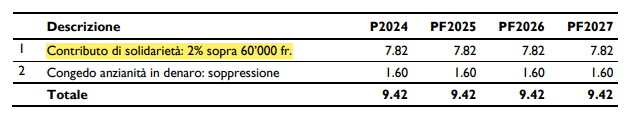 Descrizione P2024 PF2025 PF2026 PF2027
1 Contributo di solidarietà: 2% sopra 60'000 fr. 7.82 7.82 7.82 7.82
2 Congedo anzianità in denaro: soppressione 1.60 1.60 1.60 1.60
Totale 9.42 9.42 9.42 9.42